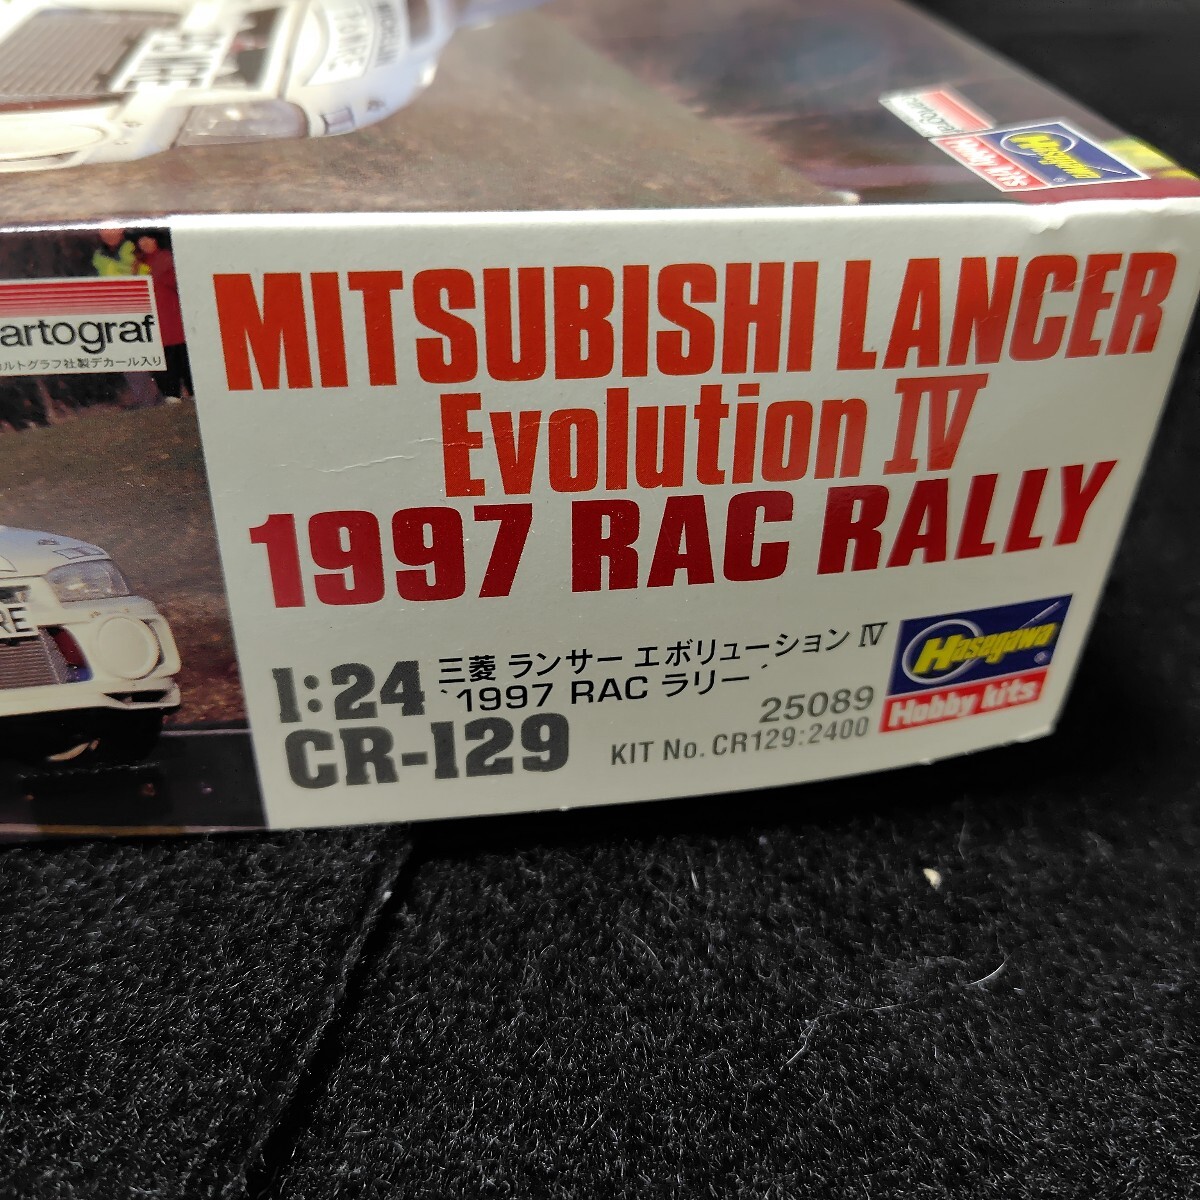 MICHELIN
Hasegawa
Hobby kits
artograf
ルトグラフ社製デカール入り
MITSUBISHI LANCER
Evolution IV
1997 RAC RALLY
RE
1:24
三菱 ランサー エボリューション IV
'1997 RAC ラリー'
CR-129
25089
KIT No. CR129:2400
Hasegawa
Hobby kits